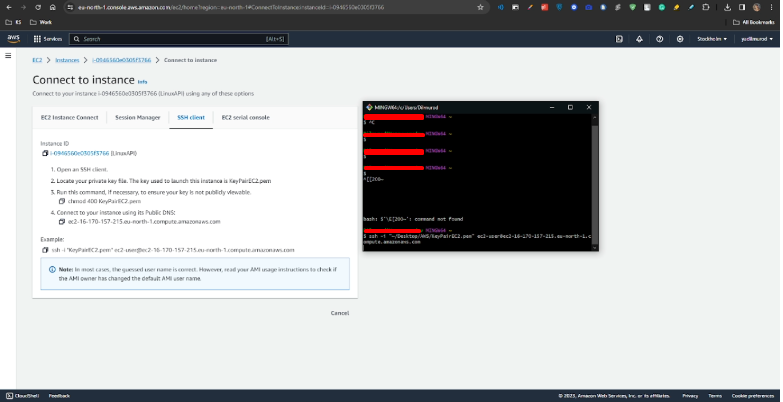 eu-north-1.console.aws.amazon.com/ec2/home?region=eu-north-1#ConnectToInstance:instanceId=i-0946560e0305f3766
KS
Work
All Bookmarks
aws
Services
Search
[Alt+S]
Stockholm
yudilmurod
EC2
Instances
i-0946560e0305f3766
Connect to instance
Connect to instance Info
Connect to your instance i-0946560e0305f3766 (LinuxAPI) using any of these options
EC2 Instance Connect
Session Manager
SSH client
EC2 serial console
Instance ID
i-0946560e0305f3766 (LinuxAPI)
1. Open an SSH client.
2. Locate your private key file. The key used to launch this instance is KeyPairEC2.pem
3. Run this command, if necessary, to ensure your key is not publicly viewable.
chmod 400 KeyPairEC2.pem
4. Connect to your instance using its Public DNS:
ec2-16-170-157-215.eu-north-1.compute.amazonaws.com
Example:
ssh -i "KeyPairEC2.pem" ec2-user@ec2-16-170-157-215.eu-north-1.compute.amazonaws.com
Note: In most cases, the guessed user name is correct. However, read your AMI usage instructions to check if
the AMI owner has changed the default AMI user name.
Cancel
MINGW64:/c/Users/Dilmurod
MINGW64 ~
$ ^C
MINGW64 ~
$
MINGW64 ~
$
MINGW64 ~
$
^[[200~
bash: $'\E[200~': command not found
MINGW64 ~
$ ssh -i "~/Desktop/AWS/KeyPairEC2.pem" ec2-user@ec2-16-170-157-215.eu-north-1.c
ompute.amazonaws.com
CloudShell
Feedback
© 2023, Amazon Web Services, Inc. or its affiliates.
Privacy
Terms
Cookie preferences